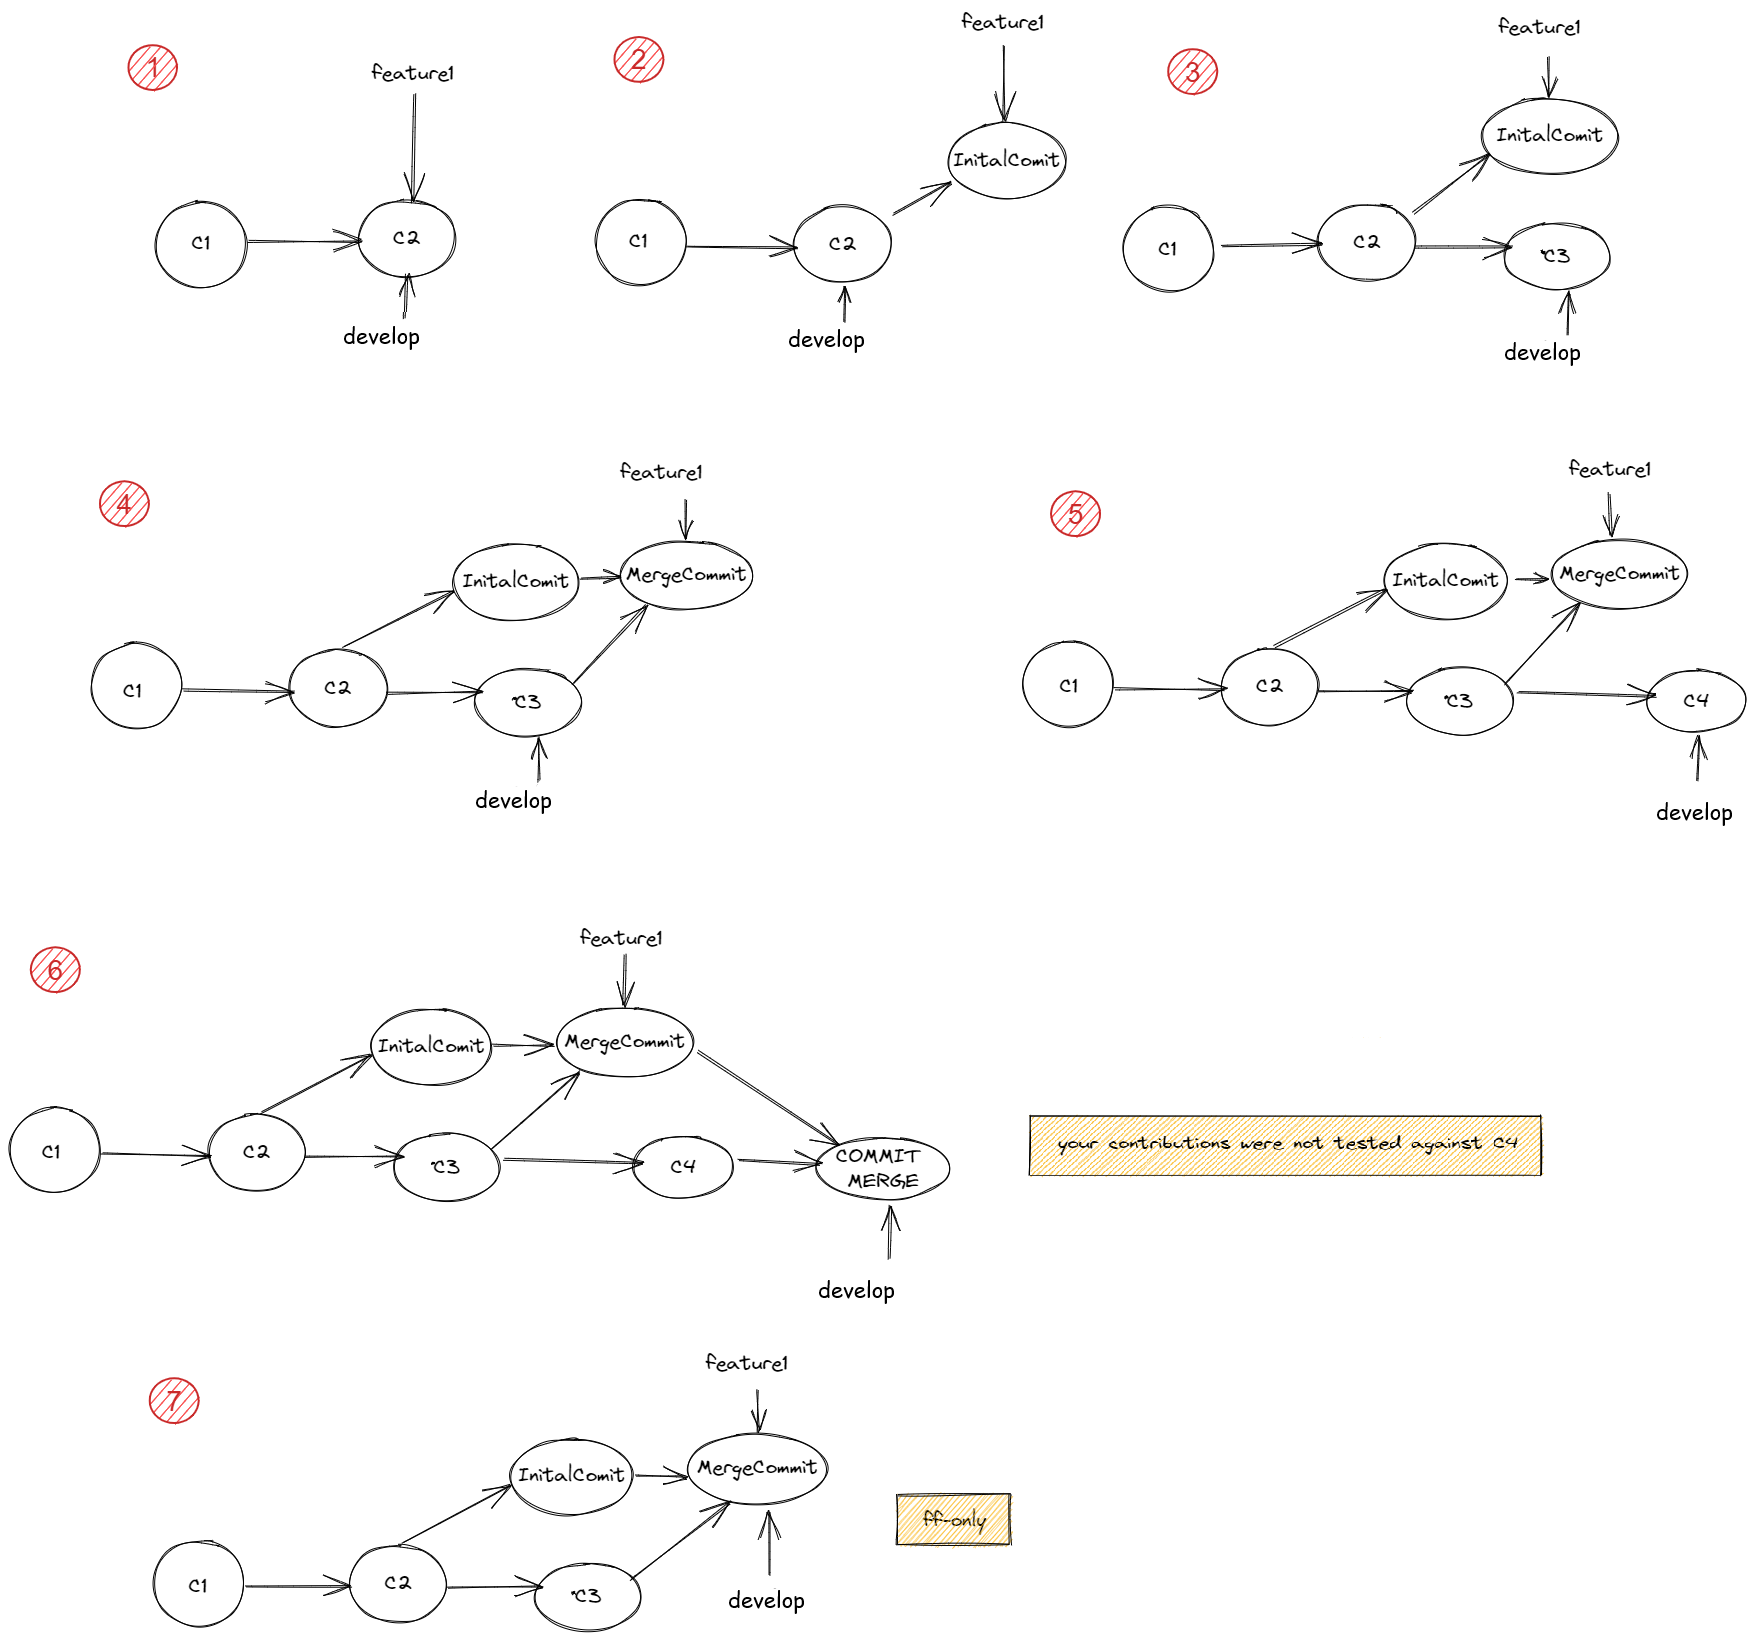 1
feature1
C1
C2
develop
2
feature1
InitalComit
C1
C2
develop
3
feature1
InitalComit
C1
C2
C3
develop
4
feature1
InitalComit
MergeCommit
C1
C2
C3
develop
5
feature1
InitalComit
MergeCommit
C1
C2
C3
C4
develop
6
feature1
InitalComit
MergeCommit
C1
C2
C3
C4
COMMIT
MERGE
develop
your contributions were not tested against C4
7
feature1
InitalComit
MergeCommit
C1
C2
C3
develop
ff-only